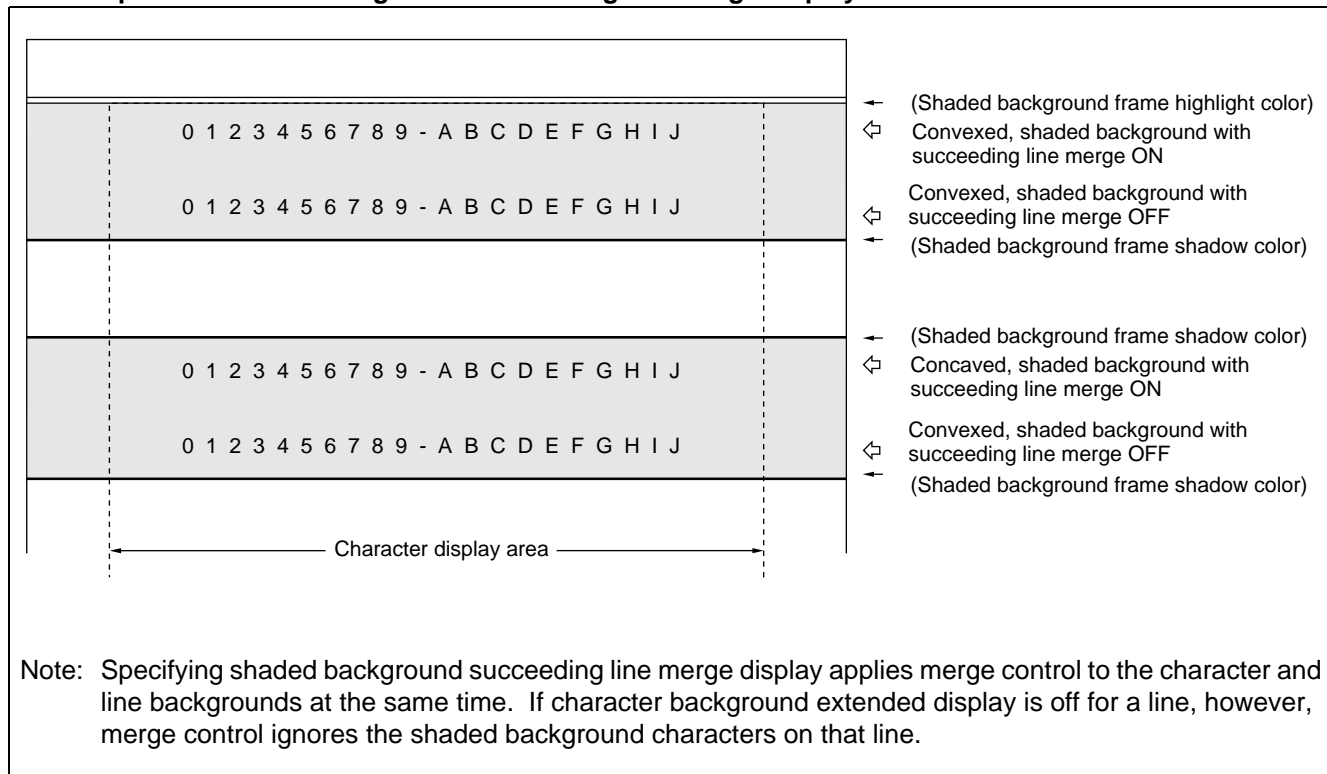 (Shaded background frame highlight color)
0 1 2 3 4 5 6 7 8 9 - A B C D E F G H I J
Convexed, shaded background with
succeeding line merge ON
0 1 2 3 4 5 6 7 8 9 - A B C D E F G H I J
Convexed, shaded background with
succeeding line merge OFF
(Shaded background frame shadow color)
(Shaded background frame shadow color)
0 1 2 3 4 5 6 7 8 9 - A B C D E F G H I J
Concaved, shaded background with
succeeding line merge ON
0 1 2 3 4 5 6 7 8 9 - A B C D E F G H I J
Convexed, shaded background with
succeeding line merge OFF
(Shaded background frame shadow color)
Character display area
Note: Specifying shaded background succeeding line merge display applies merge control to the character and
line backgrounds at the same time. If character background extended display is off for a line, however,
merge control ignores the shaded background characters on that line.